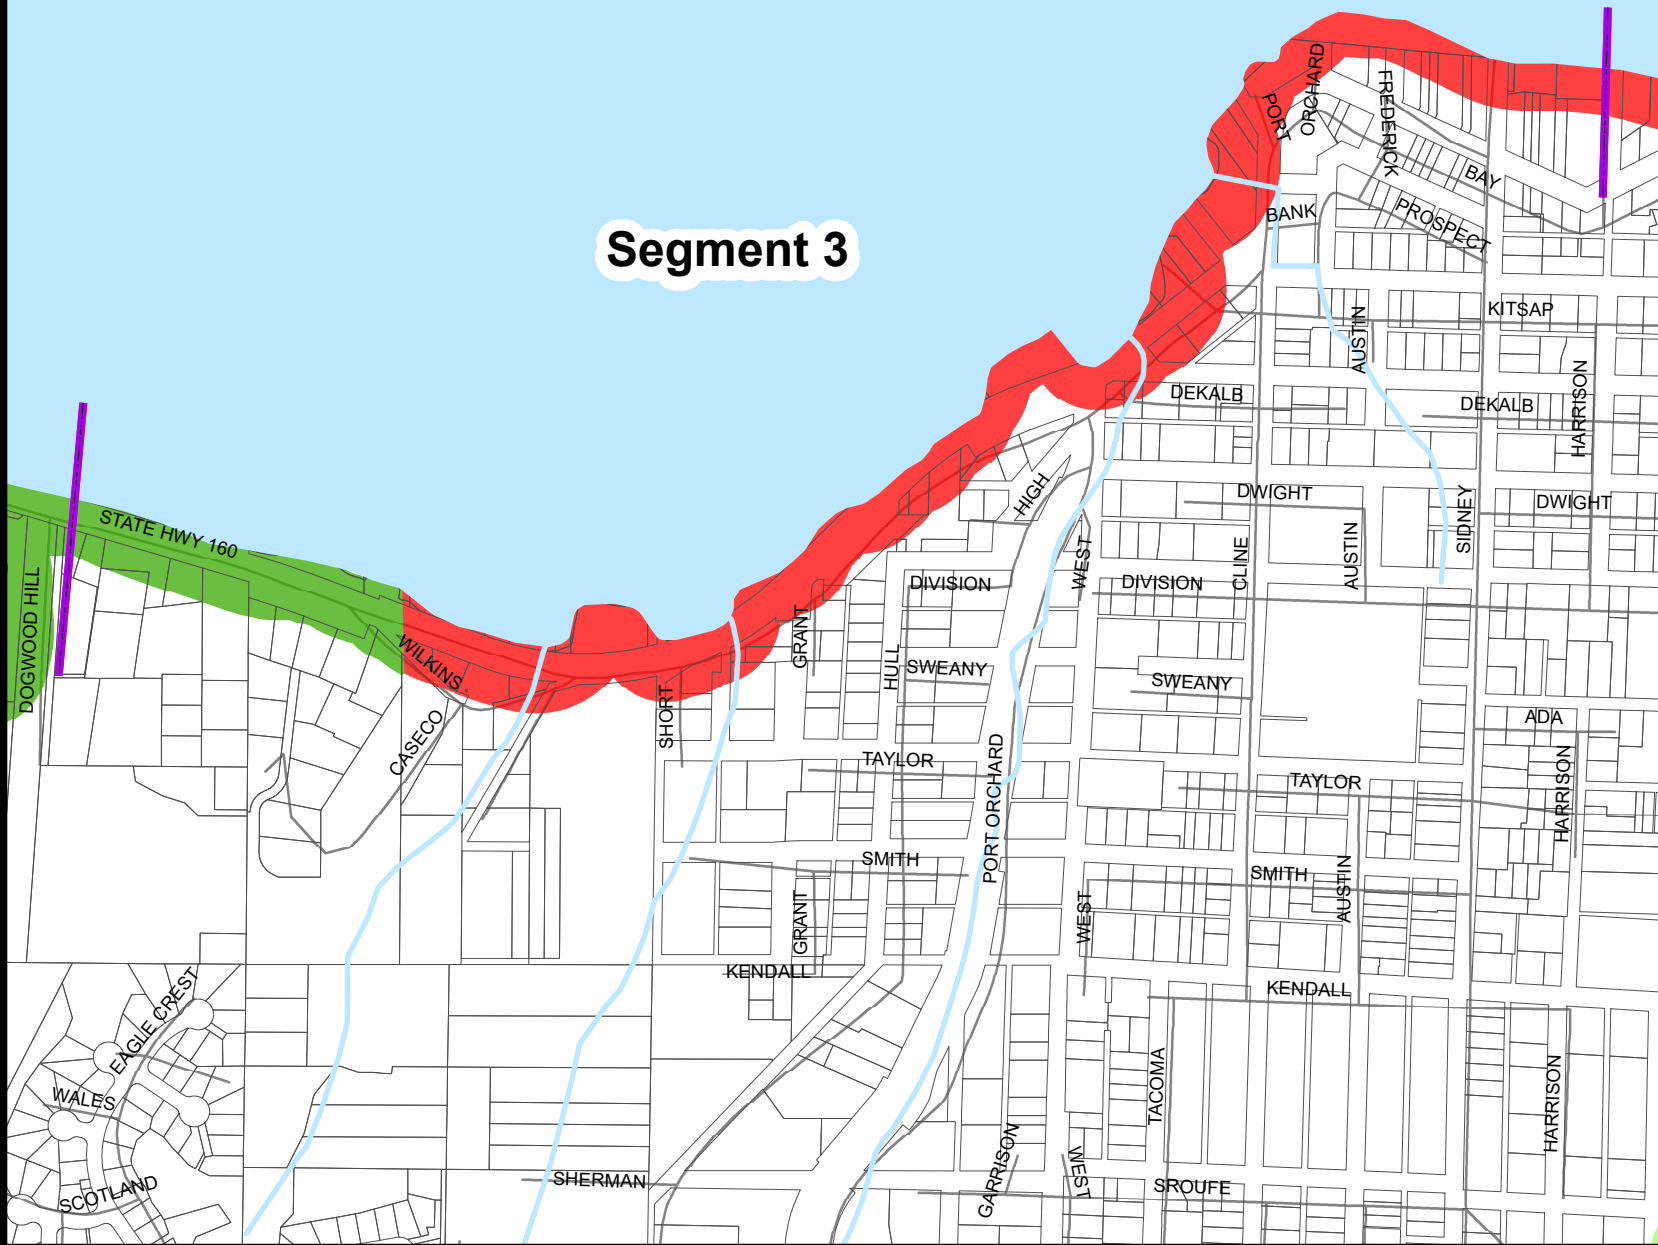 Segment 3
PORT
ORCHARD
FREDERICK
BAY
PROSPECT
BANK
KITSAP
AUSTIN
HARRISON
DEKALB
DEKALB
STATE HWY 160
HIGH
DWIGHT
DWIGHT
SIDNEY
DOGWOOD HILL
WEST
CLINE
AUSTIN
DIVISION
DIVISION
WILKINS
GRANT
HULL
SWEANY
SWEANY
CASECO
SHORT
ADA
TAYLOR
TAYLOR
HARRISON
PORT ORCHARD
SMITH
SMITH
AUSTIN
GRANT
WEST
KENDALL
KENDALL
EAGLE CREST
WALES
TACOMA
HARRISON
GARRISON
WEST
SCOTLAND
SHERMAN
SROUFE